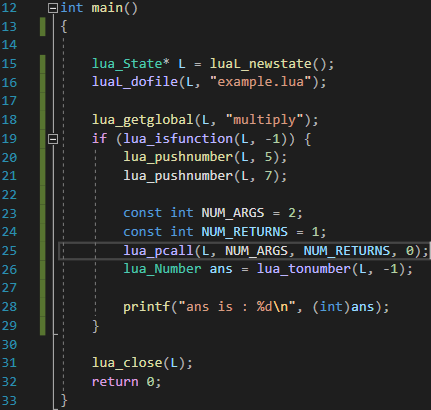 12 int main()
13 {
14
15     lua_State* L = luaL_newstate();
16     luaL_dofile(L, "example.lua");
17
18     lua_getglobal(L, "multiply");
19     if (lua_isfunction(L, -1)) {
20         lua_pushnumber(L, 5);
21         lua_pushnumber(L, 7);
22
23         const int NUM_ARGS = 2;
24         const int NUM_RETURNS = 1;
25         lua_pcall(L, NUM_ARGS, NUM_RETURNS, 0);
26         lua_Number ans = lua_tonumber(L, -1);
27
28         printf("ans is : %d\n", (int)ans);
29     }
30
31     lua_close(L);
32     return 0;
33 }